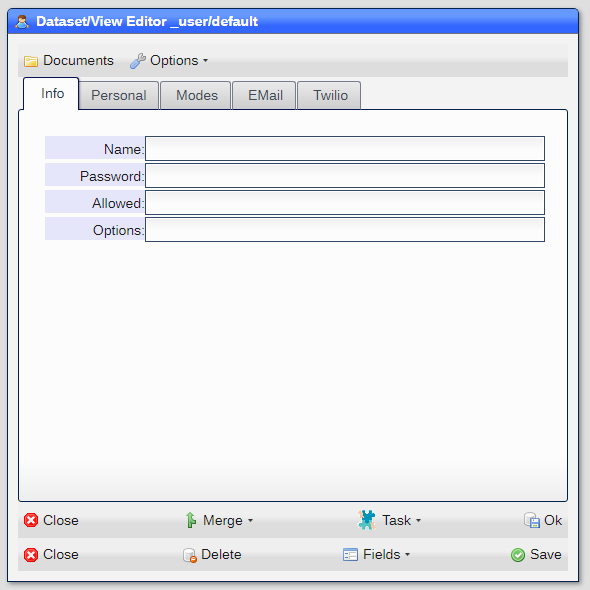 Dataset/View Editor _user/default
Documents Options
Info Personal Modes EMail Twilio
Name:
Password:
Allowed:
Options:
Close Merge Task Ok
Close Delete Fields Save